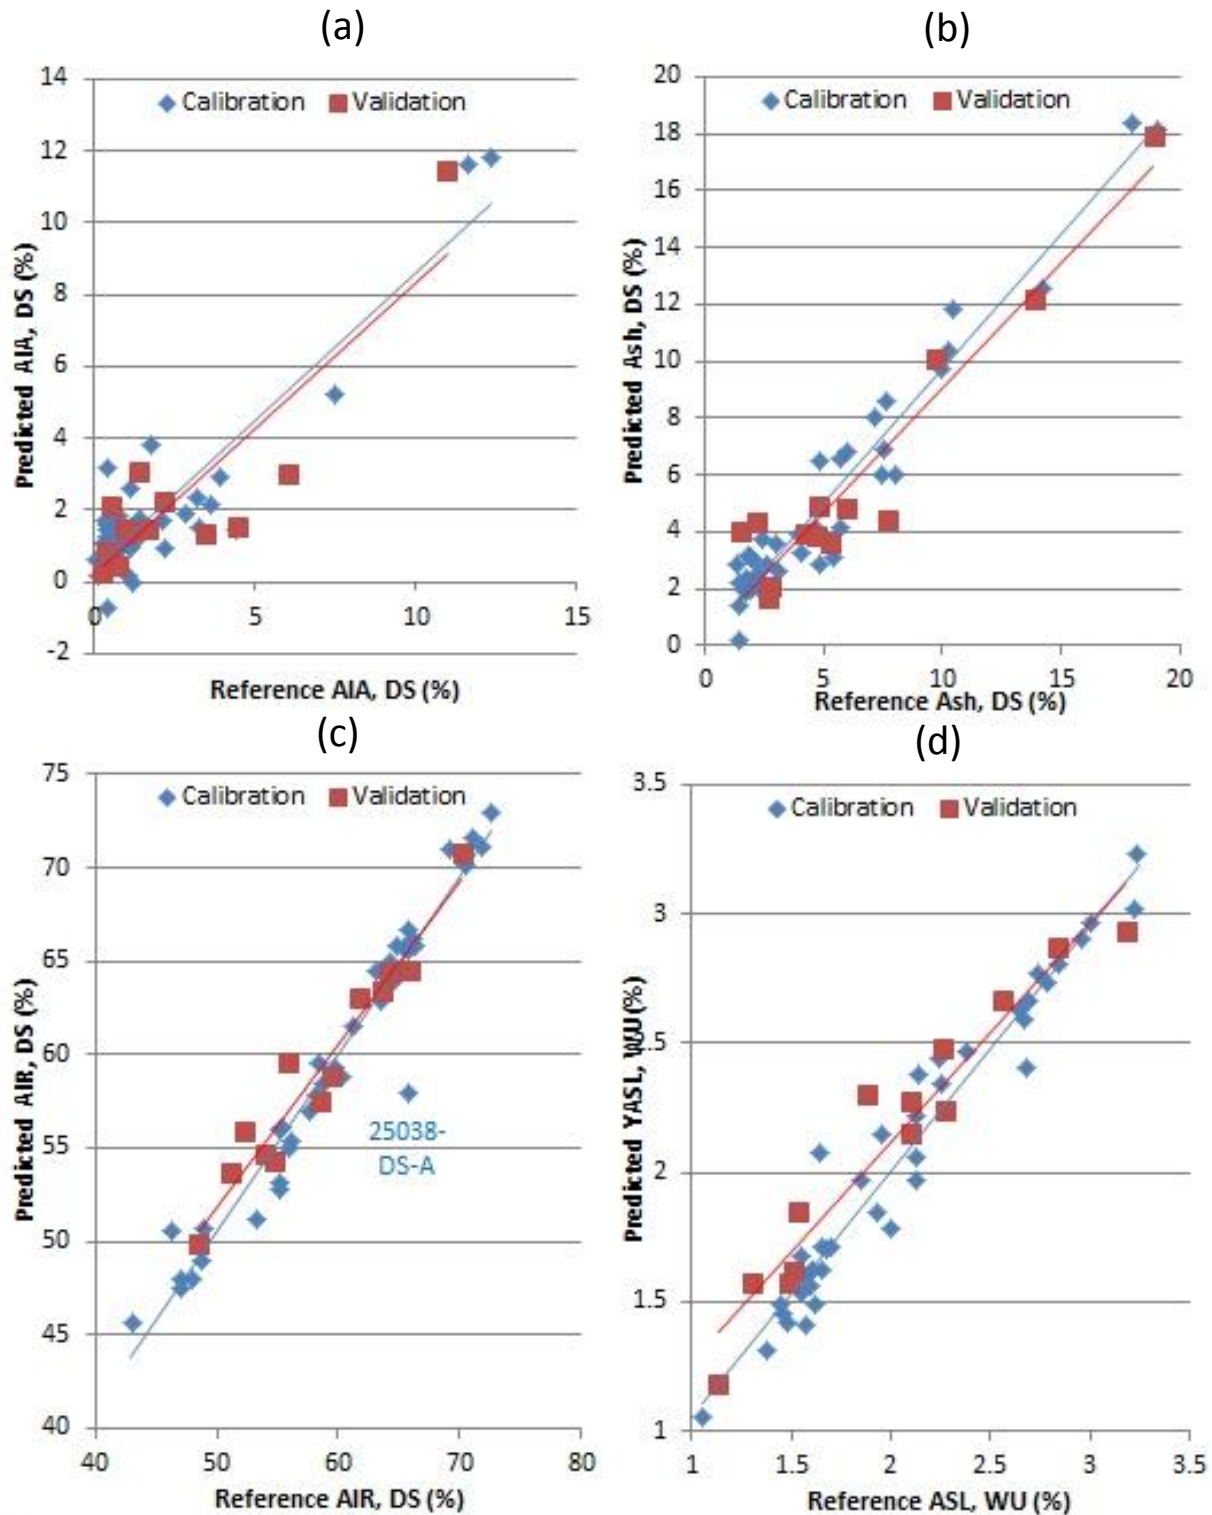 (a)
14
12
10
8
6
4
2
0
-2
Calibration
Validation
0
5
10
15
Predicted AIA, DS (%)
Reference AIA, DS (%)
(b)
20
18
16
14
12
10
8
6
4
2
0
Calibration
Validation
0
5
10
15
20
Predicted Ash, DS (%)
Reference Ash, DS (%)
(c)
75
70
65
60
55
50
45
40
Calibration
Validation
25038-
DS-A
40
50
60
70
80
Predicted AIR, DS (%)
Reference AIR, DS (%)
(d)
3.5
3
2.5
2
1.5
1
Calibration
Validation
1
1.5
2
2.5
3
3.5
Predicted YASL, WU(%)
Reference ASL, WU (%)